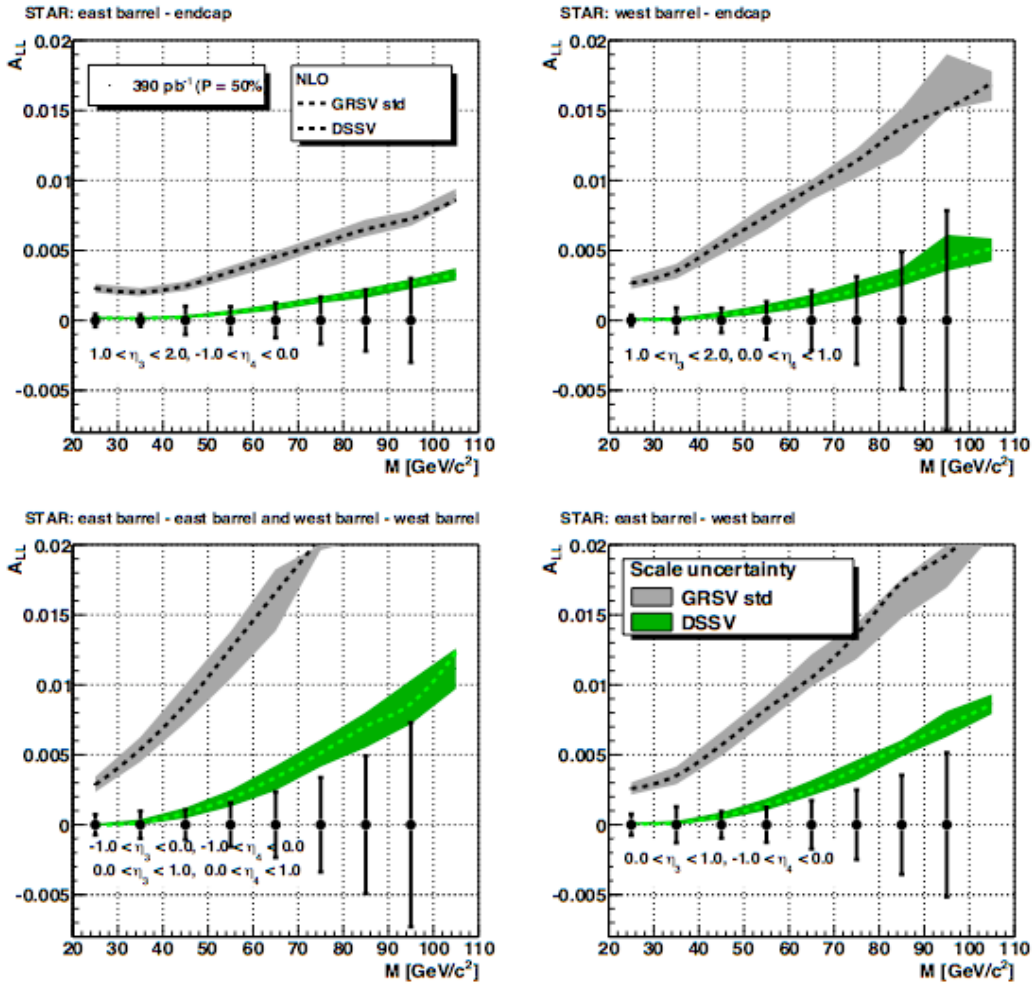 STAR: east barrel - endcap
A_LL
0.02
0.015
0.01
0.005
0
-0.005
390 pb⁻¹ (P = 50%
NLO
GRSV std
DSSV
1.0 < η₃ < 2.0, -1.0 < η₄ < 0.0
20 30 40 50 60 70 80 90 100 110
M [GeV/c²]
STAR: west barrel - endcap
A_LL
0.02
0.015
0.01
0.005
0
-0.005
1.0 < η₃ < 2.0, 0.0 < η₄ < 1.0
20 30 40 50 60 70 80 90 100 110
M [GeV/c²]
STAR: east barrel - east barrel and west barrel - west barrel
A_LL
0.02
0.015
0.01
0.005
0
-0.005
-1.0 < η₃ < 0.0, -1.0 < η₄ < 0.0
0.0 < η₃ < 1.0, 0.0 < η₄ < 1.0
20 30 40 50 60 70 80 90 100 110
M [GeV/c²]
STAR: east barrel - west barrel
A_LL
0.02
0.015
0.01
0.005
0
-0.005
Scale uncertainty
GRSV std
DSSV
0.0 < η₃ < 1.0, -1.0 < η₄ < 0.0
20 30 40 50 60 70 80 90 100 110
M [GeV/c²]